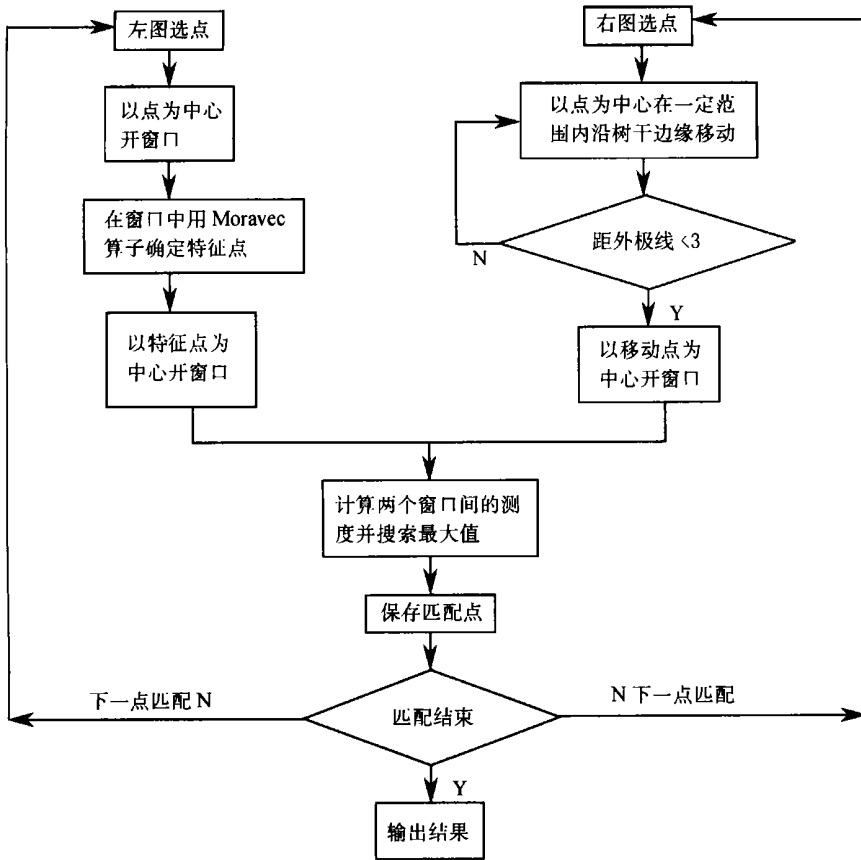 左图选点
以点为中心
开窗口
在窗口中用 Moravec
算子确定特征点
以特征点为
中心开窗口
右图选点
以点为中心在一定范
围内沿树干边缘移动
距外极线<3
N
Y
以移动点为
中心开窗口
计算两个窗口间的测
度并搜索最大值
保存匹配点
下一点匹配 N
匹配结束
N 下一点匹配
Y
输出结果